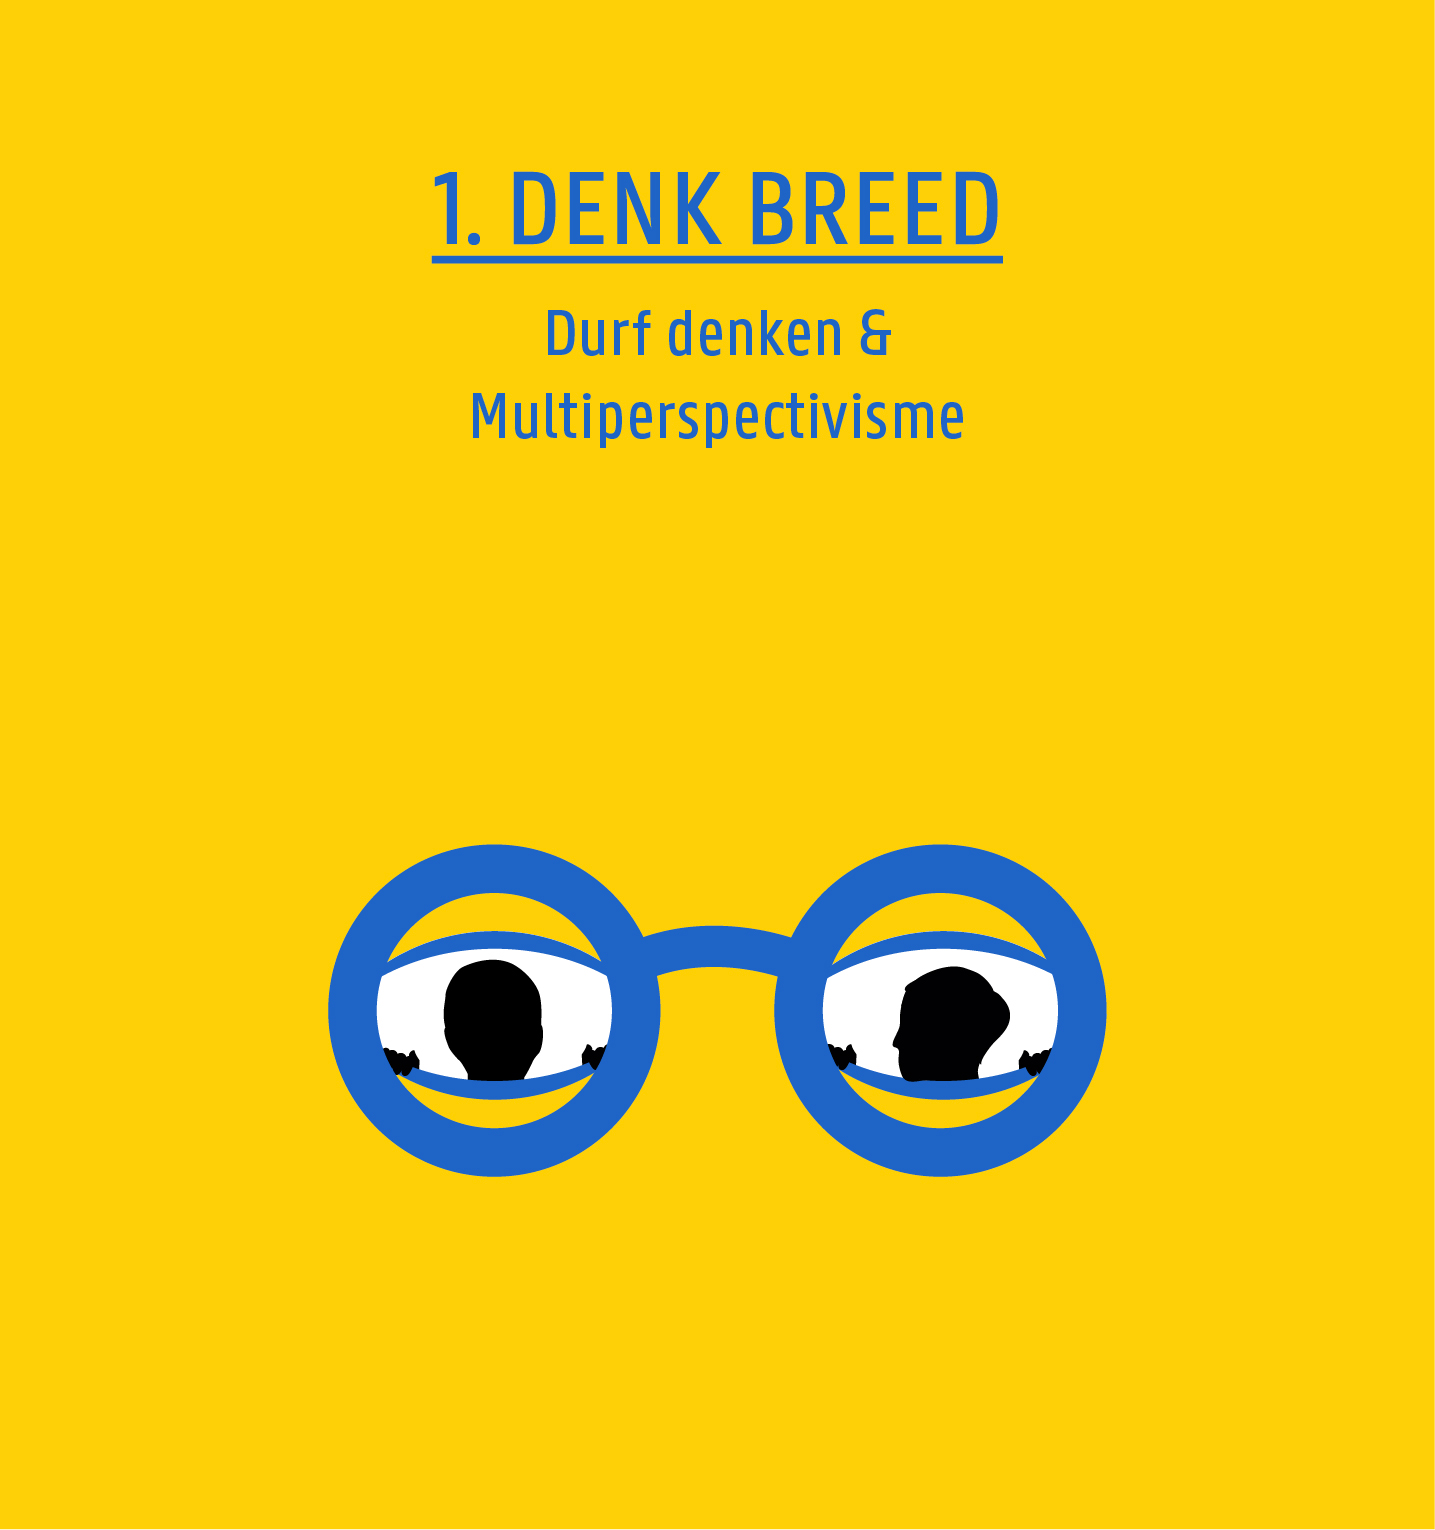 1. DENK BREED
Durf denken &
Multiperspectivisme